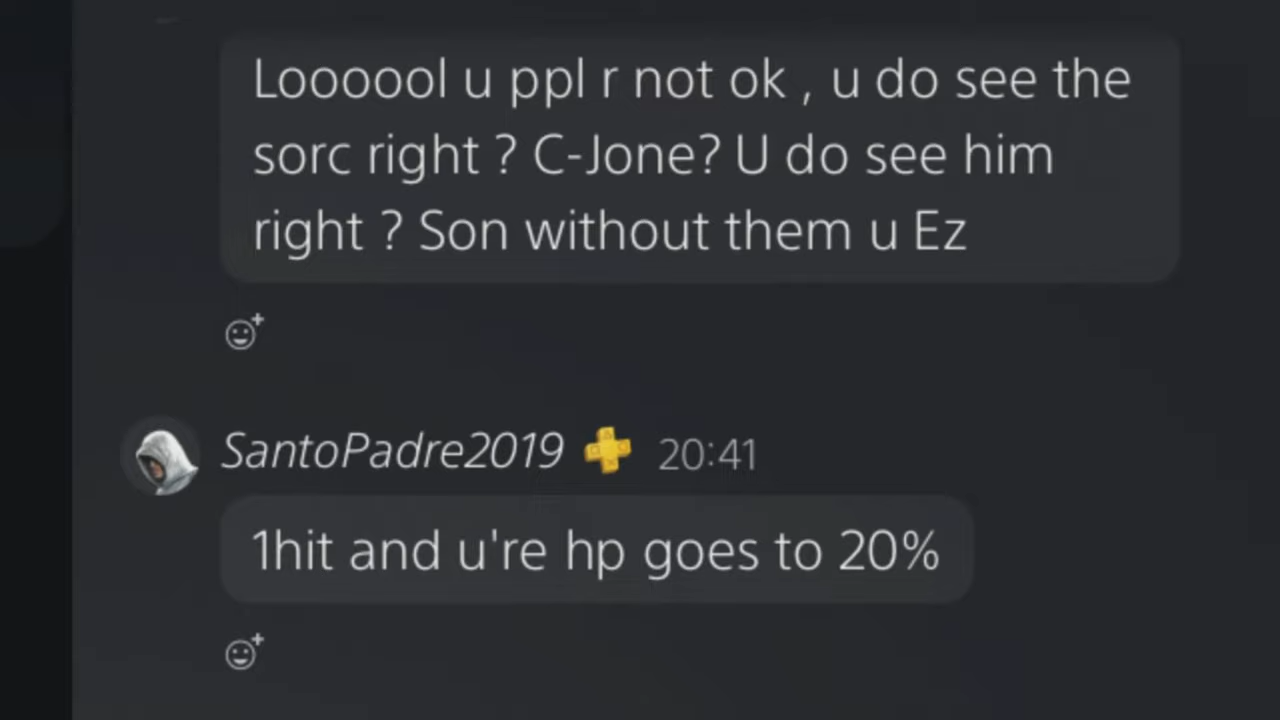 Loooool u ppl r not ok , u do see the
sorc right ? C-Jone? U do see him
right ? Son without them u Ez
SantoPadre2019 20:41
1hit and u're hp goes to 20%